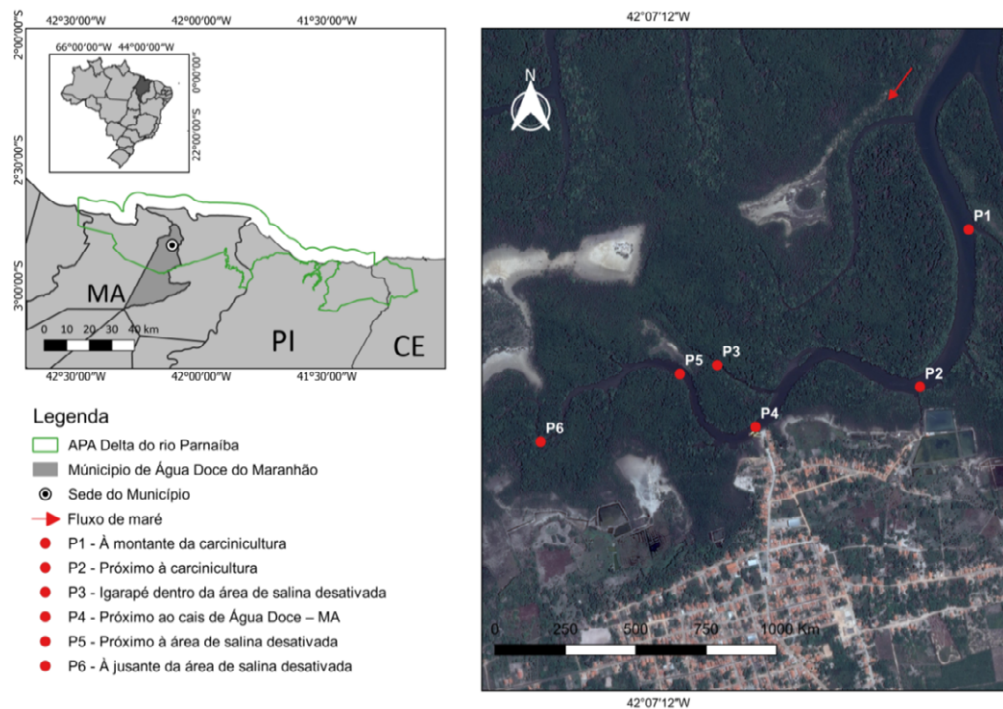 42°30'00"W 42°00'00"W 41°30'00"W
2°00'00"S
2°30'00"S
3°00'00"S
66°00'00"W 44°00'00"W
0°00'00"
22°00'00"S
MA
PI
CE
0 10 20 30 40 km
42°30'00"W 42°00'00"W 41°30'00"W
Legenda
APA Delta do rio Parnaíba
Múnicipio de Água Doce do Maranhão
Sede do Município
Fluxo de maré
P1 - À montante da carcinicultura
P2 - Próximo à carcinicultura
P3 - Igarapé dentro da área de salina desativada
P4 - Próximo ao cais de Água Doce – MA
P5 - Próximo à área de salina desativada
P6 - À jusante da área de salina desativada
42°07'12"W
N
P1
P3
P5
P2
P4
P6
0 250 500 750 1000 Km
42°07'12"W